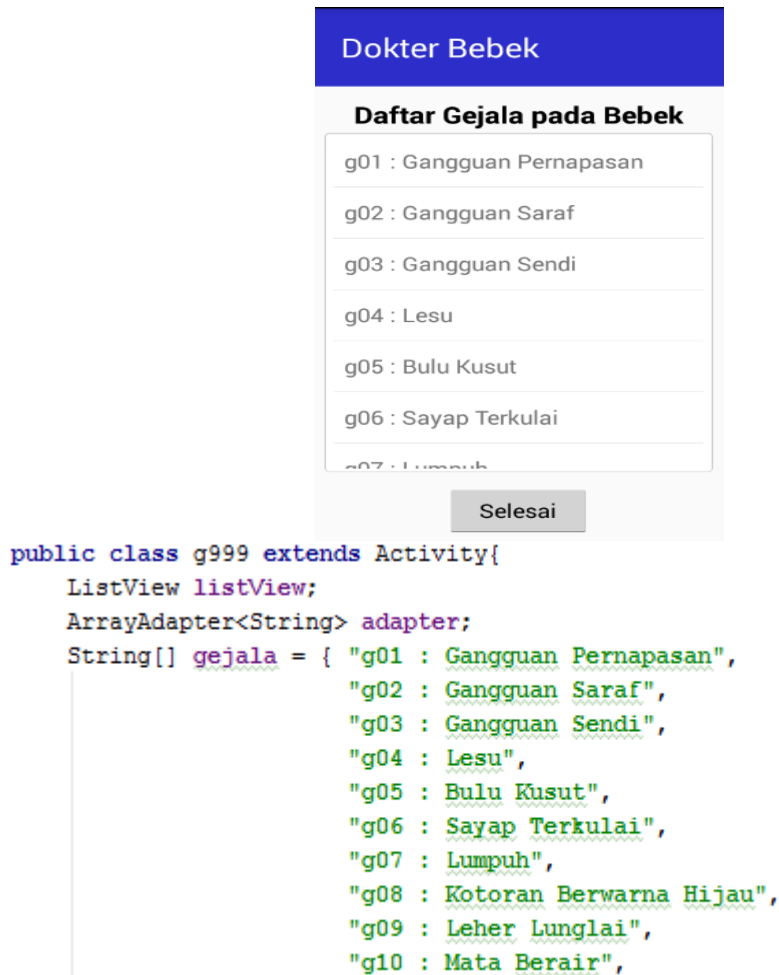 Dokter Bebek
Daftar Gejala pada Bebek
g01 : Gangguan Pernapasan
g02 : Gangguan Saraf
g03 : Gangguan Sendi
g04 : Lesu
g05 : Bulu Kusut
g06 : Sayap Terkulai
g07 : Lumpuh
Selesai
public class g999 extends Activity{
ListView listView;
ArrayAdapter<String> adapter;
String[] gejala = { "g01 : Gangguan Pernapasan",
"g02 : Gangguan Saraf",
"g03 : Gangguan Sendi",
"g04 : Lesu",
"g05 : Bulu Kusut",
"g06 : Sayap Terkulai",
"g07 : Lumpuh",
"g08 : Kotoran Berwarna Hijau",
"g09 : Leher Lunglai",
"g10 : Mata Berair",